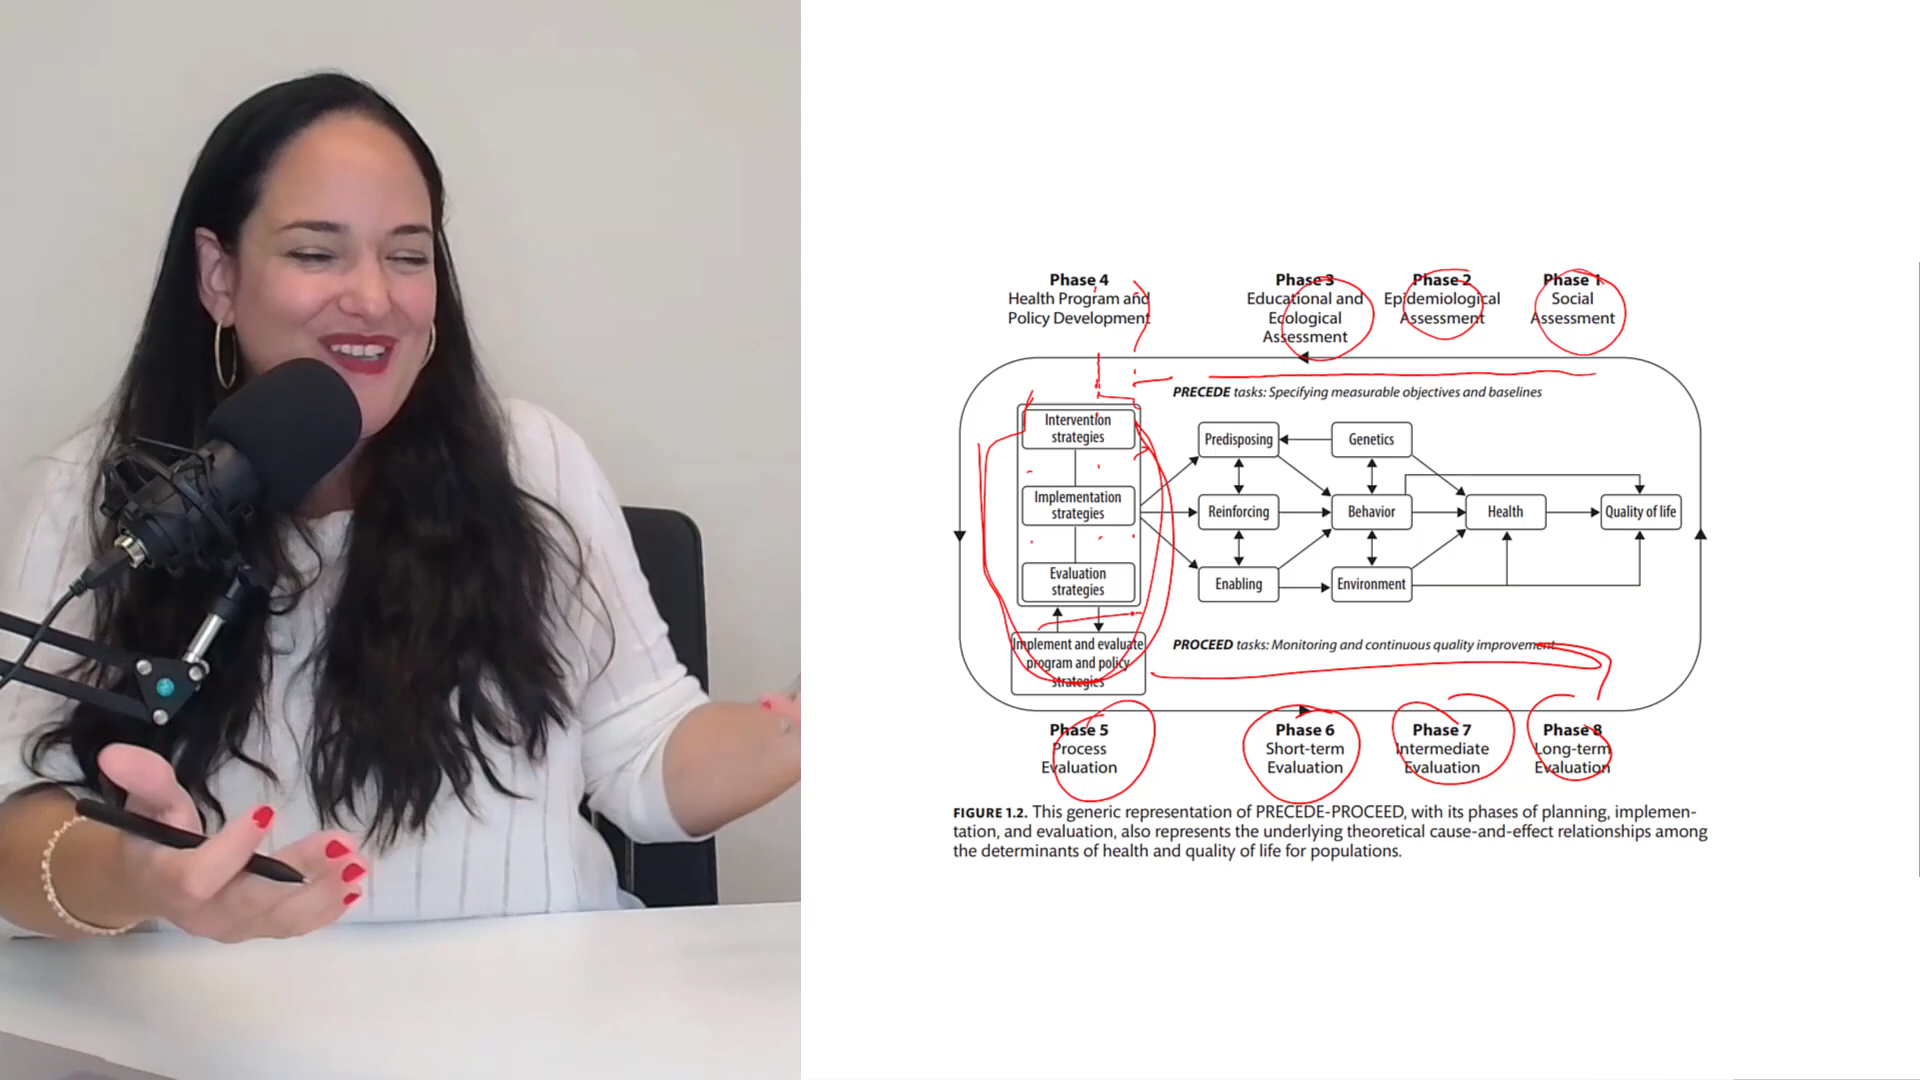 Phase 4
Health Program and
Policy Development
Phase 3
Educational and
Ecological
Assessment
Phase 2
Epidemiological
Assessment
Phase 1
Social
Assessment
PRECEDE tasks: Specifying measurable objectives and baselines
Intervention
strategies
Implementation
strategies
Evaluation
strategies
Implement and evaluate
program and policy
strategies
Predisposing
Genetics
Reinforcing
Behavior
Health
Quality of life
Enabling
Environment
PROCEED tasks: Monitoring and continuous quality improvement
Phase 5
Process
Evaluation
Phase 6
Short-term
Evaluation
Phase 7
Intermediate
Evaluation
Phase 8
Long-term
Evaluation
FIGURE 1.2. This generic representation of PRECEDE-PROCEED, with its phases of planning, implemen-
tation, and evaluation, also represents the underlying theoretical cause-and-effect relationships among
the determinants of health and quality of life for populations.